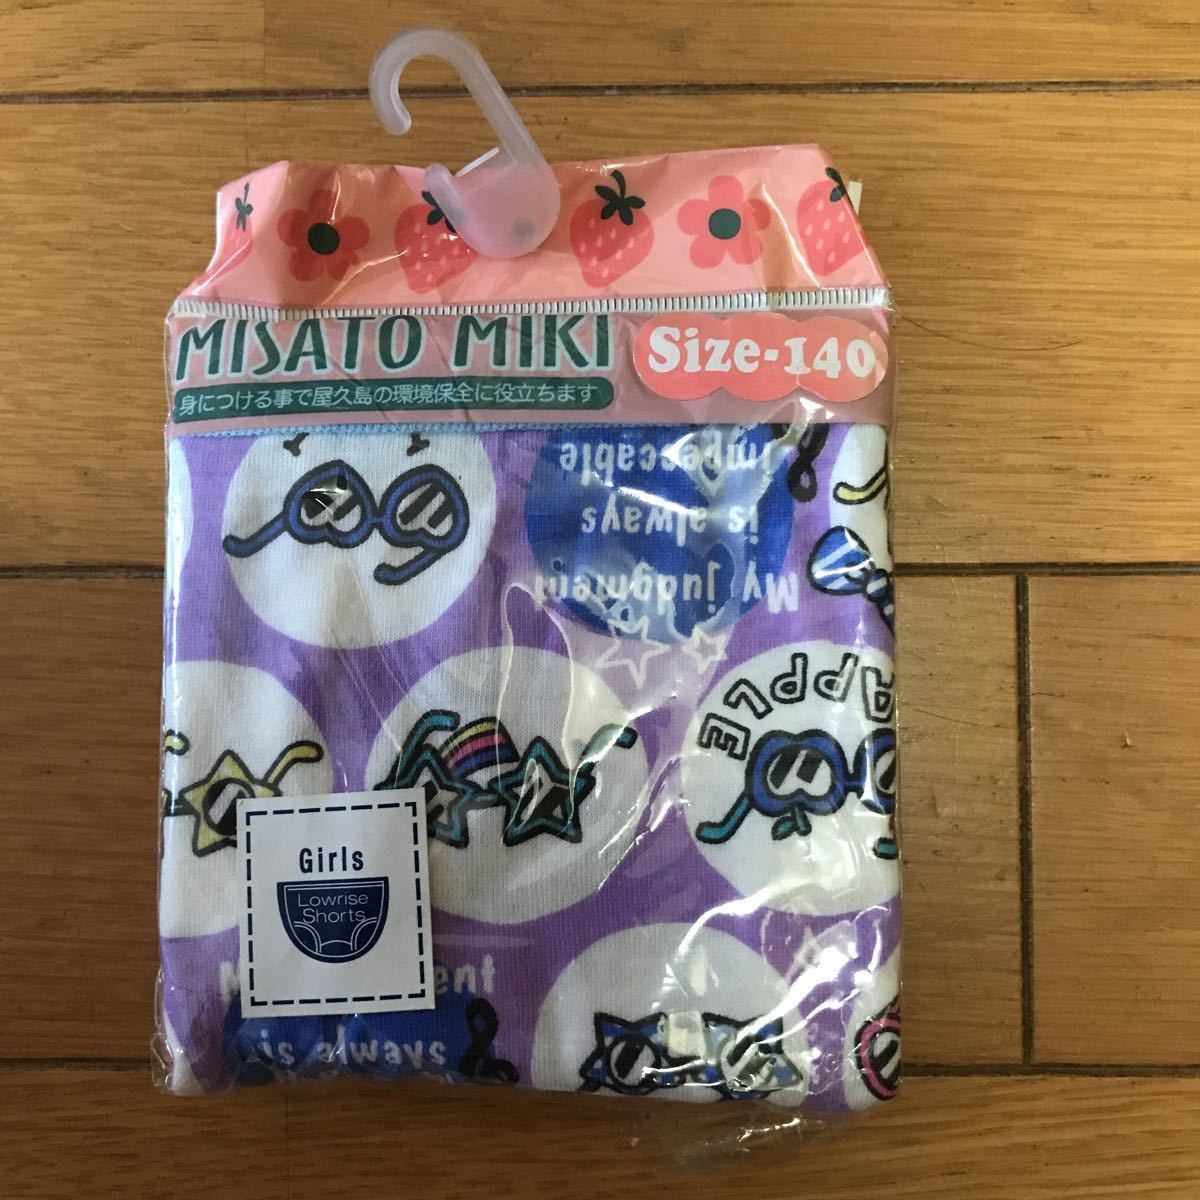 MISATO MIKI
Size-140
身につける事で屋久島の環境保全に役立ちます
My judgment
is always
impeccable
APPLE
Girls
Lowrise
Shorts
is always